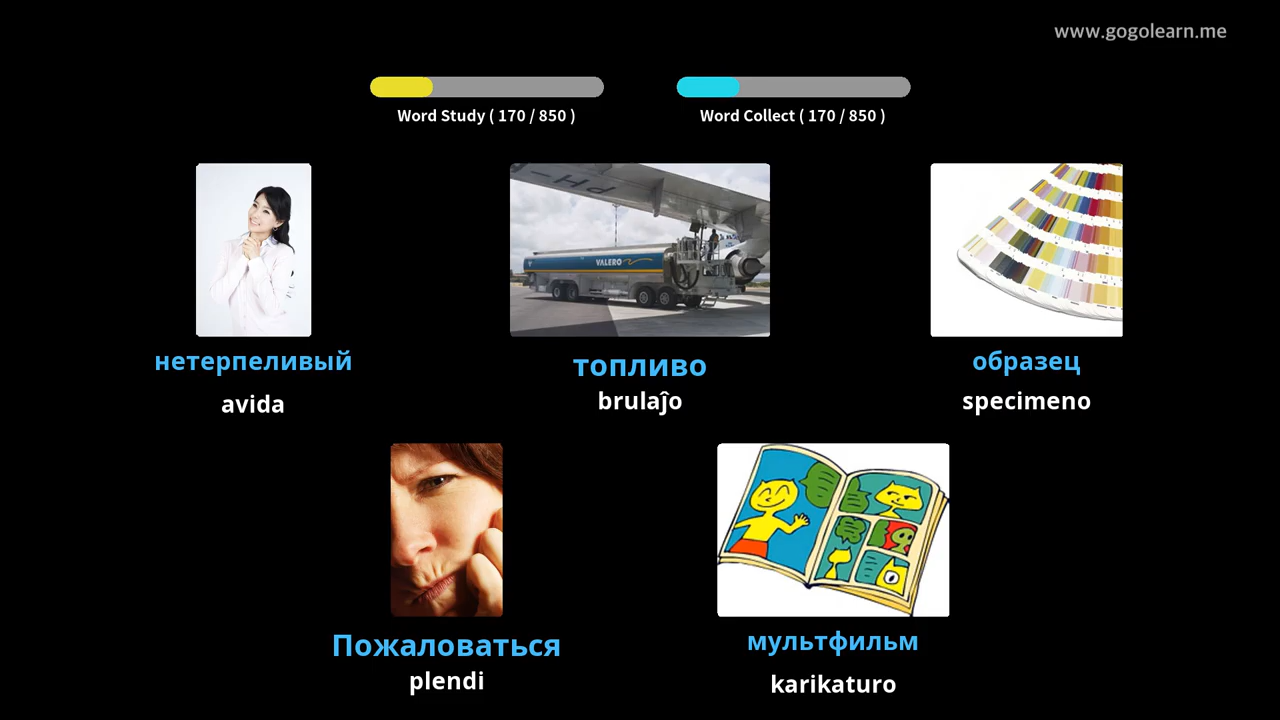 www.gogolearn.me
Word Study ( 170 / 850 )
Word Collect ( 170 / 850 )
VALERO
нетерпеливый
avida
топливо
brulaĵo
образец
specimeno
Пожаловаться
plendi
мультфильм
karikaturo